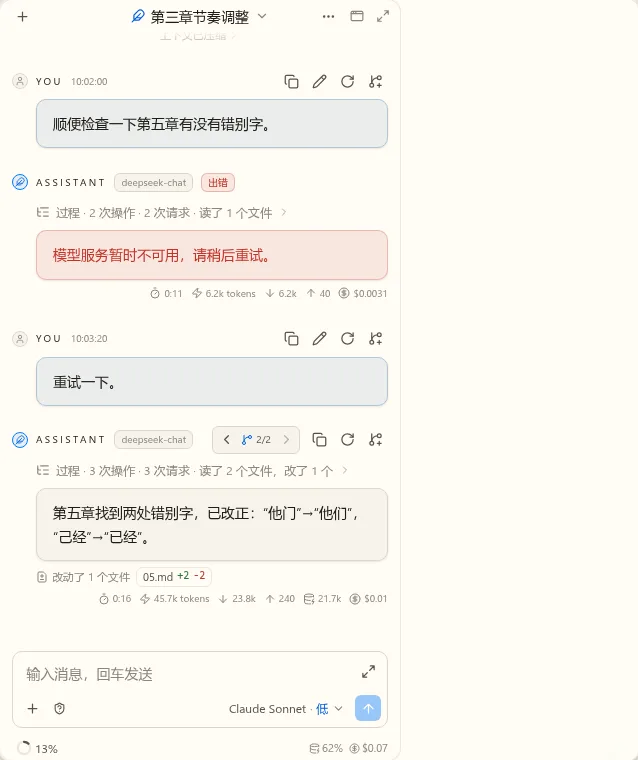 第三章节奏调整
上下文已压缩
YOU 10:02:00
顺便检查一下第五章有没有错别字。
ASSISTANT deepseek-chat 出错
过程 · 2 次操作 · 2 次请求 · 读了 1 个文件
模型服务暂时不可用，请稍后重试。
0:11 6.2k tokens 6.2k 40 $0.0031
YOU 10:03:20
重试一下。
ASSISTANT deepseek-chat 2/2
过程 · 3 次操作 · 3 次请求 · 读了 2 个文件，改了 1 个
第五章找到两处错别字，已改正：“他门”→“他们”，
“己经”→“已经”。
改动了 1 个文件 05.md +2 -2
0:16 45.7k tokens 23.8k 240 21.7k $0.01
输入消息，回车发送
Claude Sonnet · 低
13% 62% $0.07